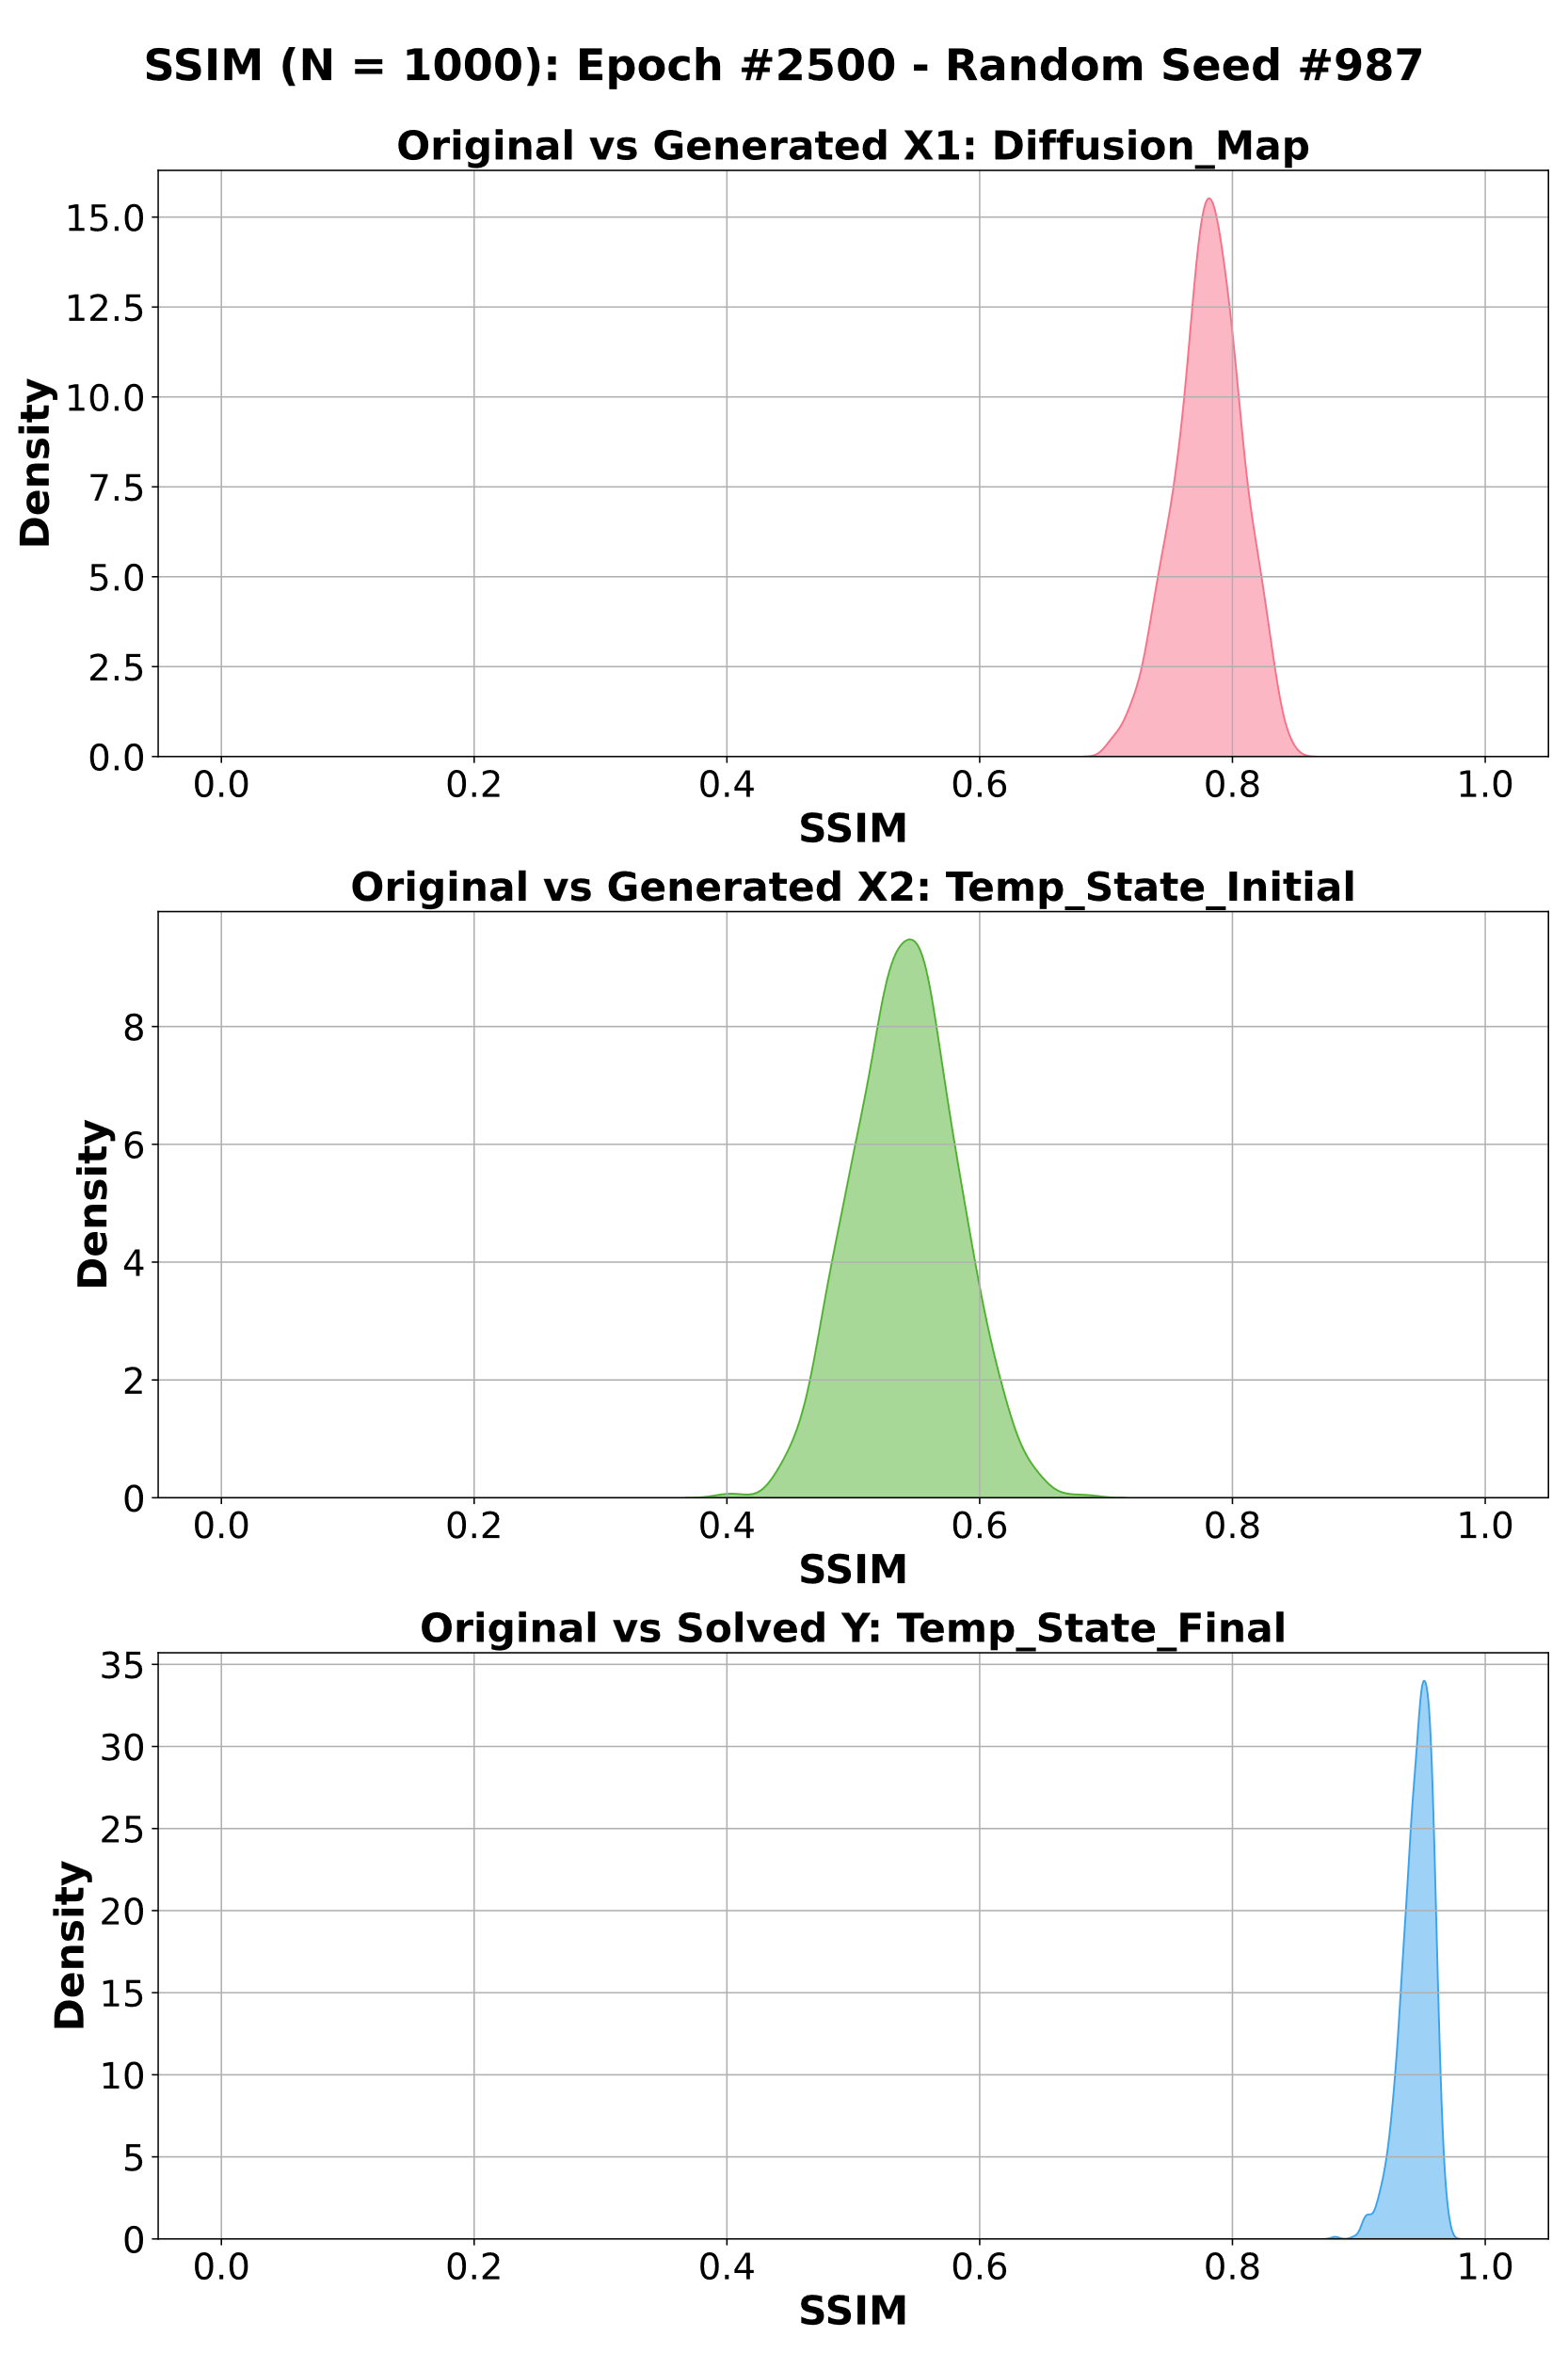 SSIM (N = 1000): Epoch #2500 - Random Seed #987
Original vs Generated X1: Diffusion_Map
Density
15.0
12.5
10.0
7.5
5.0
2.5
0.0
0.0 0.2 0.4 0.6 0.8 1.0
SSIM
Original vs Generated X2: Temp_State_Initial
Density
8
6
4
2
0
0.0 0.2 0.4 0.6 0.8 1.0
SSIM
Original vs Solved Y: Temp_State_Final
Density
35
30
25
20
15
10
5
0
0.0 0.2 0.4 0.6 0.8 1.0
SSIM